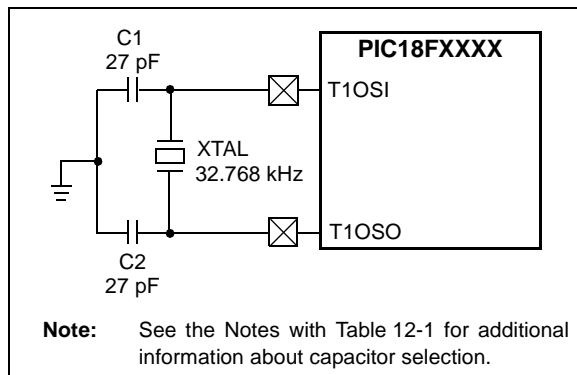 C1
27 pF
PIC18FXXXX
T1OSI
XTAL
32.768 kHz
T1OSO
C2
27 pF
Note: See the Notes with Table 12-1 for additional
information about capacitor selection.